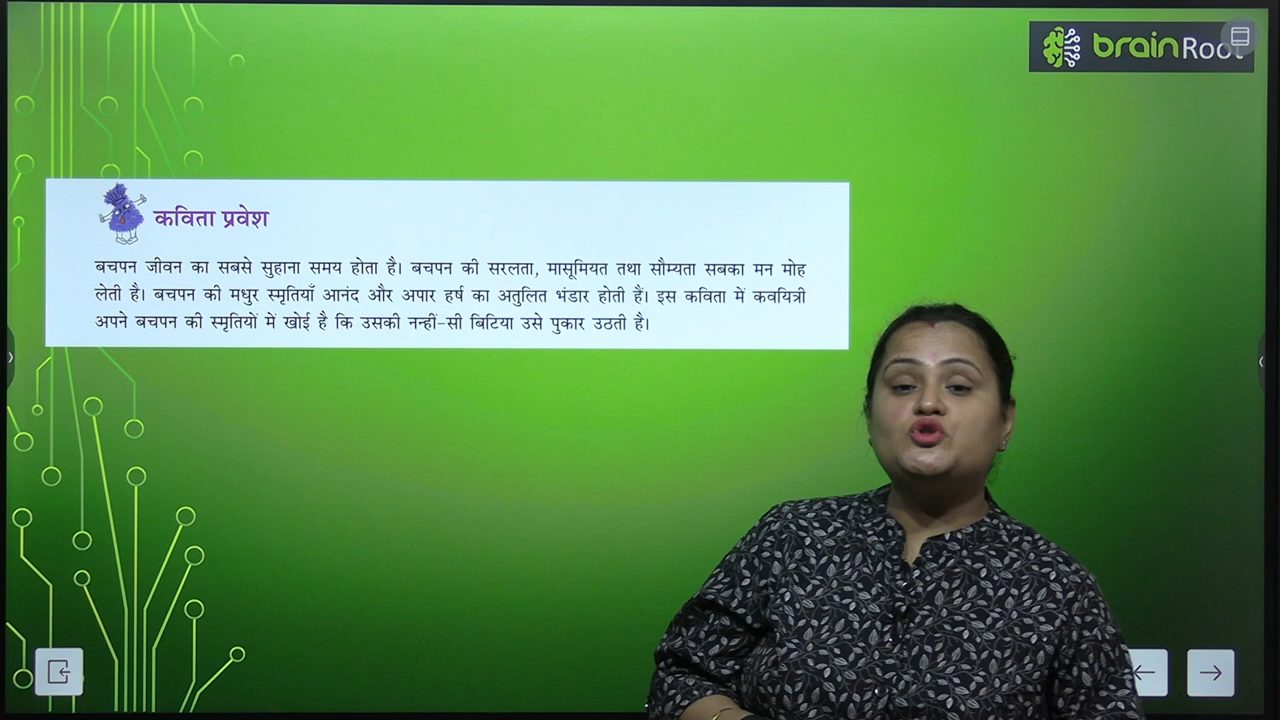 brainRoot
कविता प्रवेश
बचपन जीवन का सबसे सुहाना समय होता है। बचपन की सरलता, मासूमियत तथा सौम्यता सबका मन मोह
लेती है। बचपन की मधुर स्मृतियाँ आनंद और अपार हर्ष का अतुलित भंडार होती हैं। इस कविता में कवयित्री
अपने बचपन की स्मृतियों में खोई है कि उसकी नन्हीं-सी बिटिया उसे पुकार उठती है।